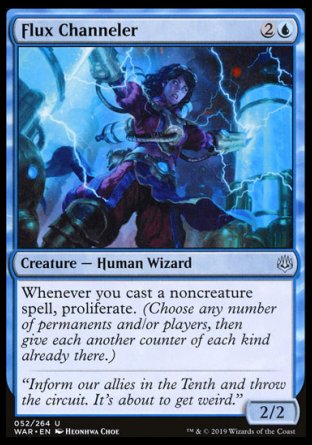 Flux Channeler 2
Creature — Human Wizard
Whenever you cast a noncreature
spell, proliferate. (Choose any number
of permanents and/or players, then
give each another counter of each kind
already there.)
“Inform our allies in the Tenth and throw
the circuit. It’s about to get weird.”
2/2
052/264 U
WAR • EN Heonhwa Choe ™ & © 2019 Wizards of the Coast